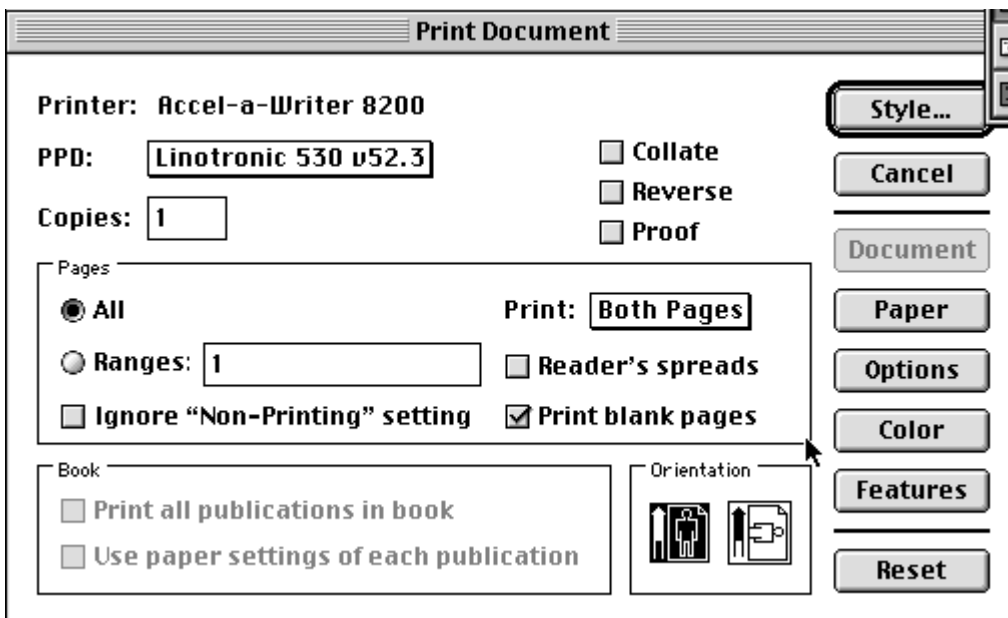 Print Document
Printer: Accel-a-Writer 8200
PPD: Linotronic 530 v52.3
Copies: 1
Collate
Reverse
Proof
Pages
All
Print: Both Pages
Ranges: 1
Reader's spreads
Ignore “Non-Printing” setting
Print blank pages
Book
Print all publications in book
Use paper settings of each publication
Orientation
Style...
Cancel
Document
Paper
Options
Color
Features
Reset